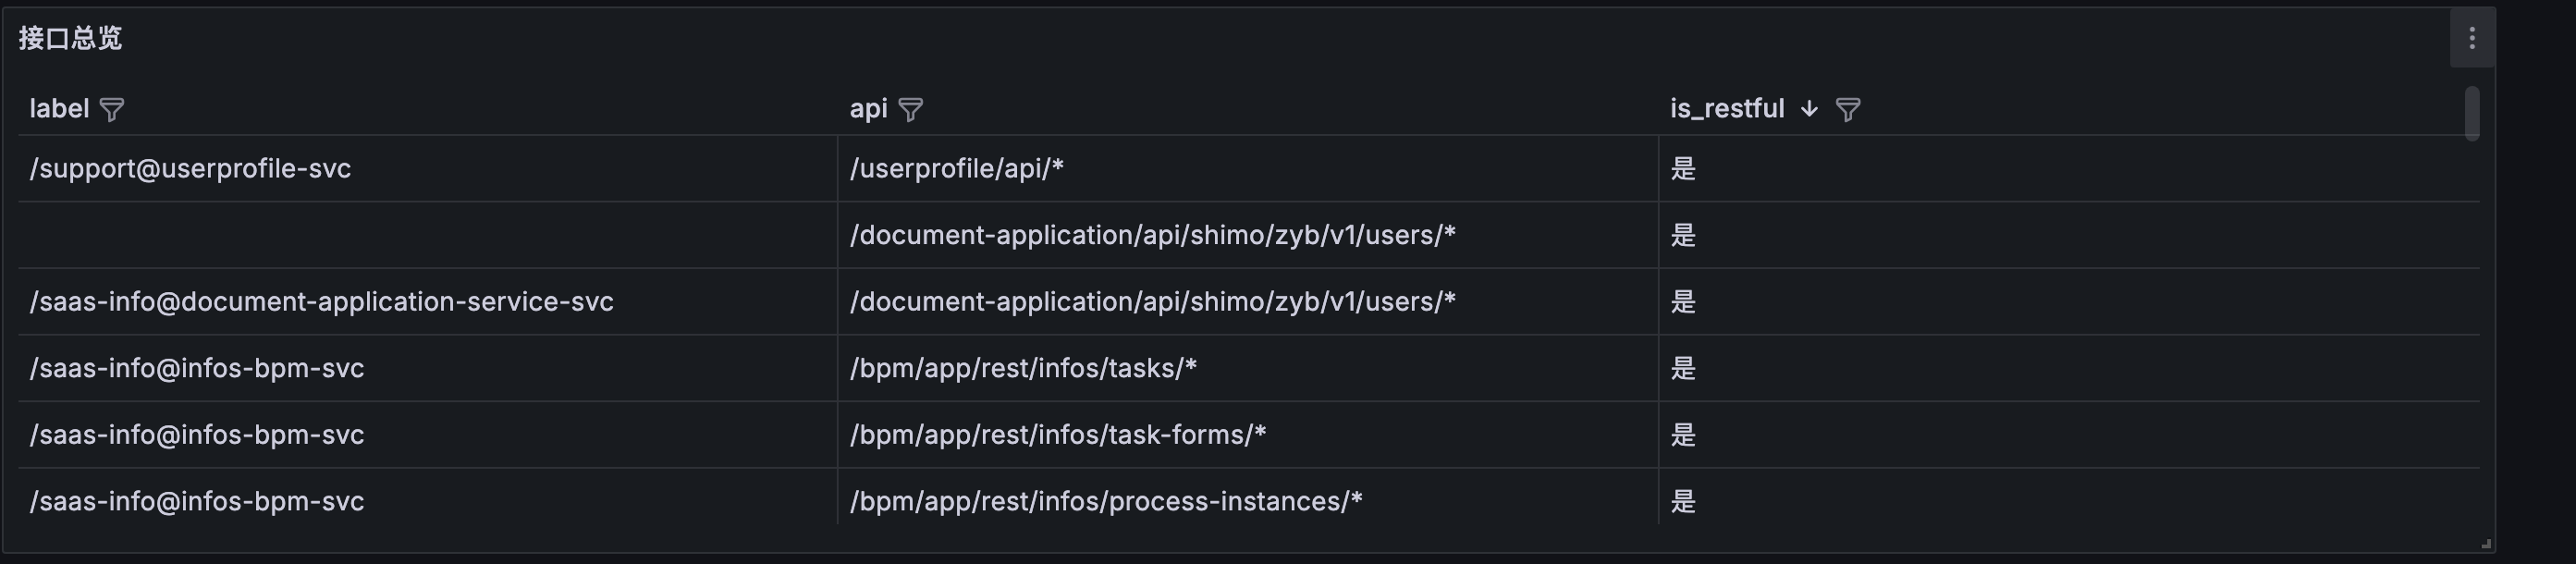 接口总览
label api is_restful
/support@userprofile-svc /userprofile/api/* 是
/document-application/api/shimo/zyb/v1/users/* 是
/saas-info@document-application-service-svc /document-application/api/shimo/zyb/v1/users/* 是
/saas-info@infos-bpm-svc /bpm/app/rest/infos/tasks/* 是
/saas-info@infos-bpm-svc /bpm/app/rest/infos/task-forms/* 是
/saas-info@infos-bpm-svc /bpm/app/rest/infos/process-instances/* 是